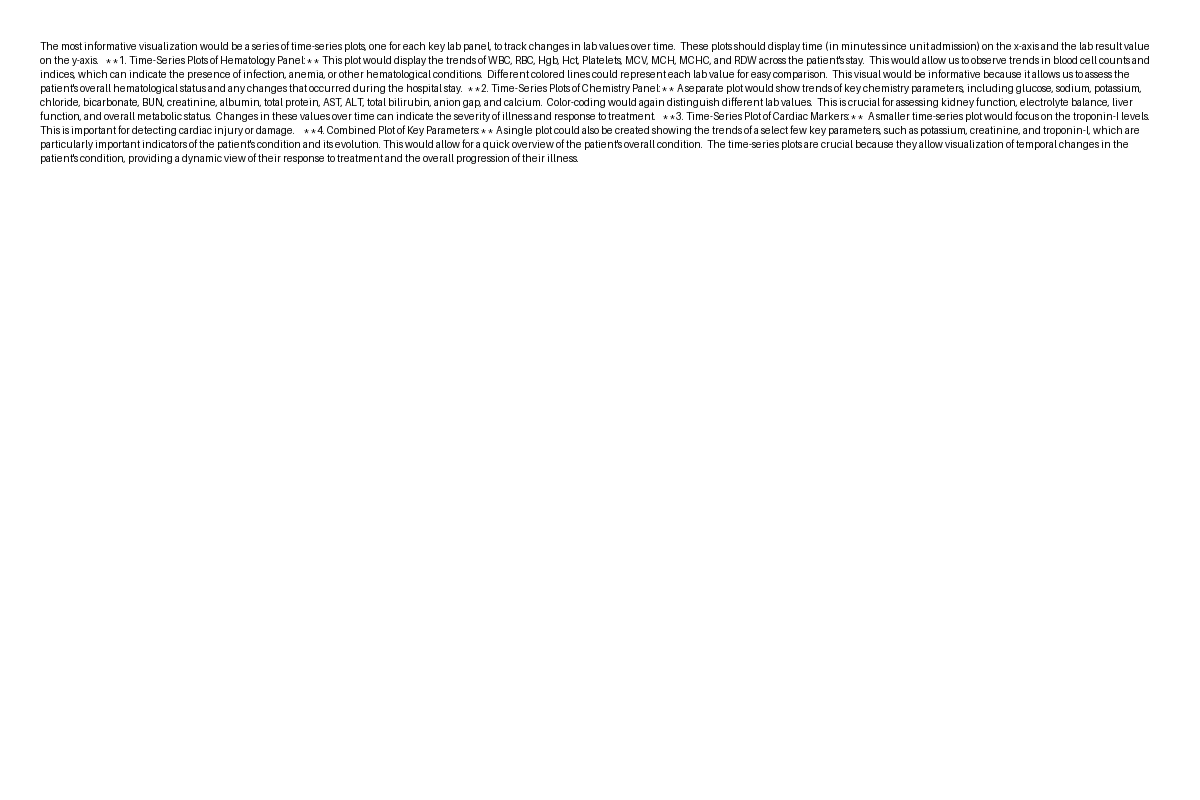 The most informative visualization would be a series of time-series plots, one for each key lab panel, to track changes in lab values over time.  These plots should display time (in minutes since unit admission) on the x-axis and the lab result value
on the y-axis.   **1. Time-Series Plots of Hematology Panel:** This plot would display the trends of WBC, RBC, Hgb, Hct, Platelets, MCV, MCH, MCHC, and RDW across the patient's stay.  This would allow us to observe trends in blood cell counts and
indices, which can indicate the presence of infection, anemia, or other hematological conditions.  Different colored lines could represent each lab value for easy comparison.  This visual would be informative because it allows us to assess the
patient's overall hematological status and any changes that occurred during the hospital stay.  **2. Time-Series Plots of Chemistry Panel:** A separate plot would show trends of key chemistry parameters, including glucose, sodium, potassium,
chloride, bicarbonate, BUN, creatinine, albumin, total protein, AST, ALT, total bilirubin, anion gap, and calcium.  Color-coding would again distinguish different lab values.  This is crucial for assessing kidney function, electrolyte balance, liver
function, and overall metabolic status.  Changes in these values over time can indicate the severity of illness and response to treatment.   **3. Time-Series Plot of Cardiac Markers:**  A smaller time-series plot would focus on the troponin-I levels.
This is important for detecting cardiac injury or damage.   **4. Combined Plot of Key Parameters:** A single plot could also be created showing the trends of a select few key parameters, such as potassium, creatinine, and troponin-I, which are
particularly important indicators of the patient's condition and its evolution. This would allow for a quick overview of the patient's overall condition.  The time-series plots are crucial because they allow visualization of temporal changes in the
patient's condition, providing a dynamic view of their response to treatment and the overall progression of their illness.